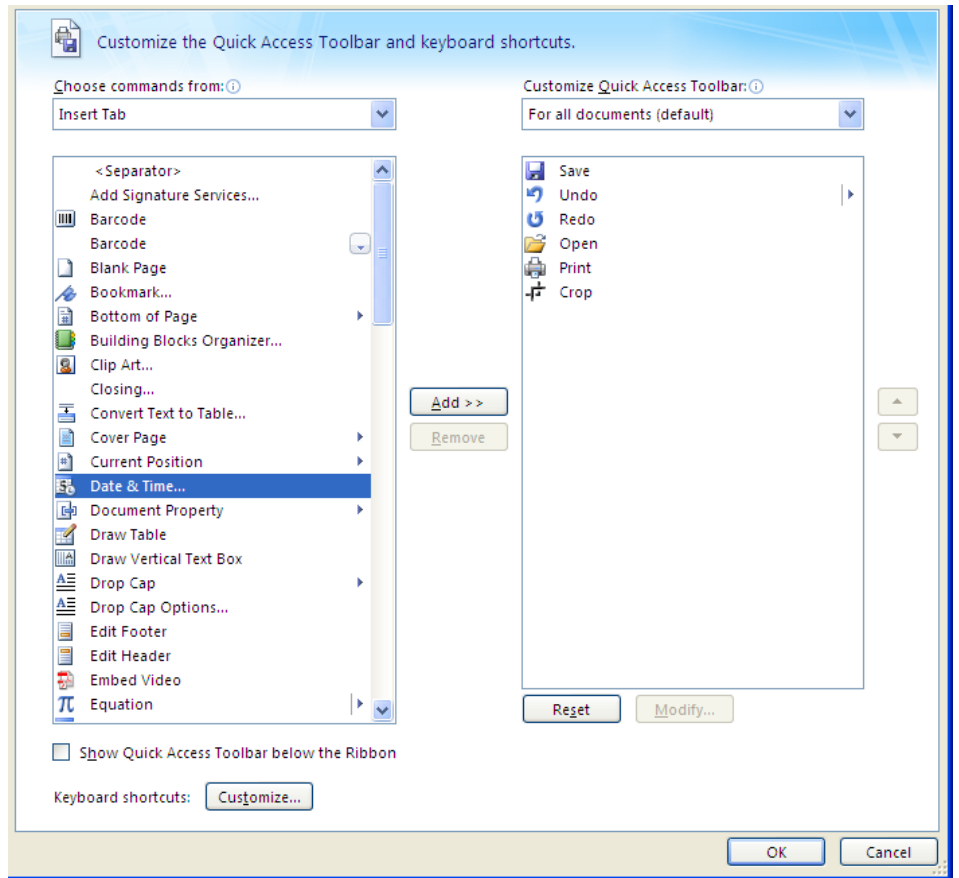 Customize the Quick Access Toolbar and keyboard shortcuts.
Choose commands from:
Insert Tab
<Separator>
Add Signature Services...
Barcode
Barcode
Blank Page
Bookmark...
Bottom of Page
Building Blocks Organizer...
Clip Art...
Closing...
Convert Text to Table...
Cover Page
Current Position
Date & Time...
Document Property
Draw Table
Draw Vertical Text Box
Drop Cap
Drop Cap Options...
Edit Footer
Edit Header
Embed Video
Equation
Add >>
Remove
Customize Quick Access Toolbar:
For all documents (default)
Save
Undo
Redo
Open
Print
Crop
Reset
Modify...
Show Quick Access Toolbar below the Ribbon
Keyboard shortcuts:
Customize...
OK
Cancel